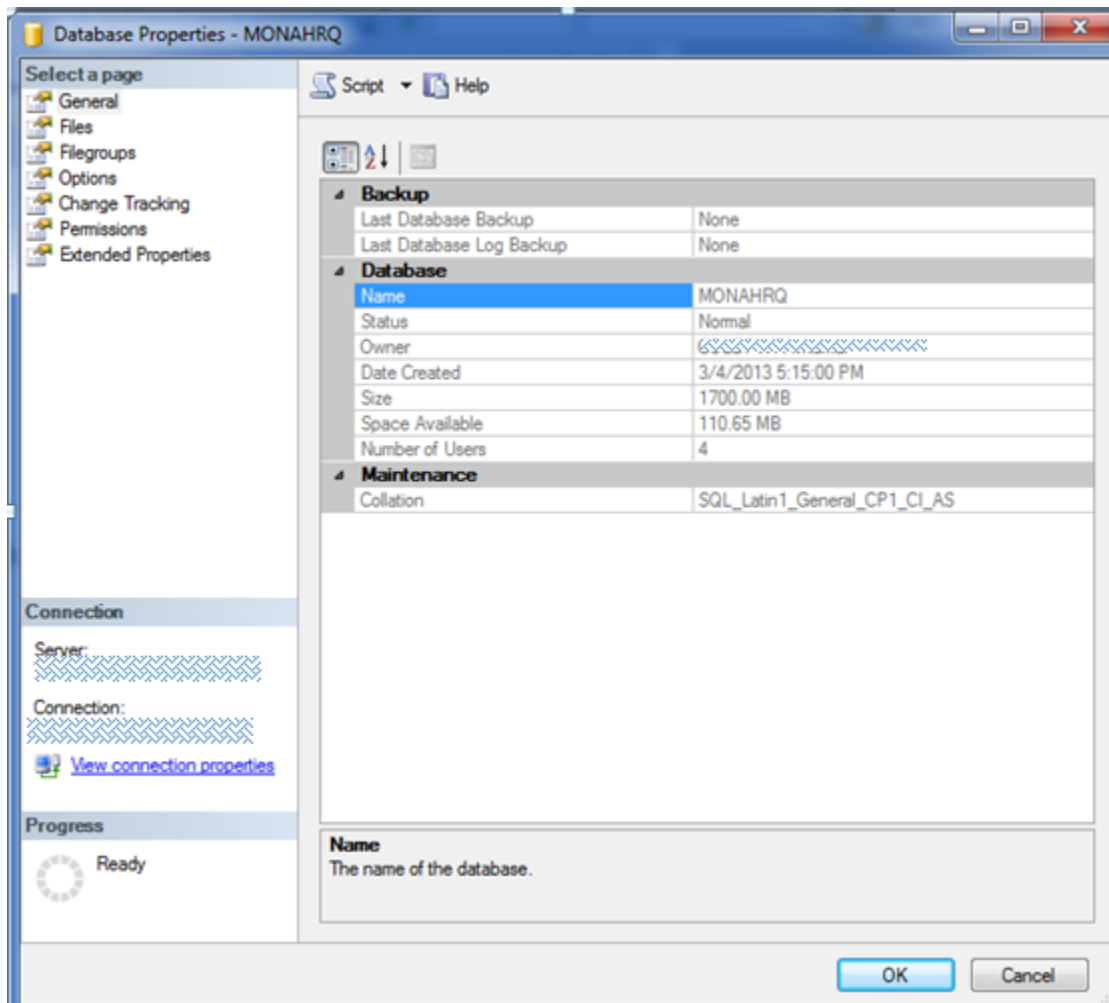 Database Properties - MONAHRQ
Select a page
General
Files
Filegroups
Options
Change Tracking
Permissions
Extended Properties
Connection
Server:
Connection:
View connection properties
Progress
Ready
Script Help
Backup
Last Database Backup None
Last Database Log Backup None
Database
Name MONAHRQ
Status Normal
Owner
Date Created 3/4/2013 5:15:00 PM
Size 1700.00 MB
Space Available 110.65 MB
Number of Users 4
Maintenance
Collation SQL_Latin1_General_CP1_CI_AS
Name
The name of the database.
OK Cancel